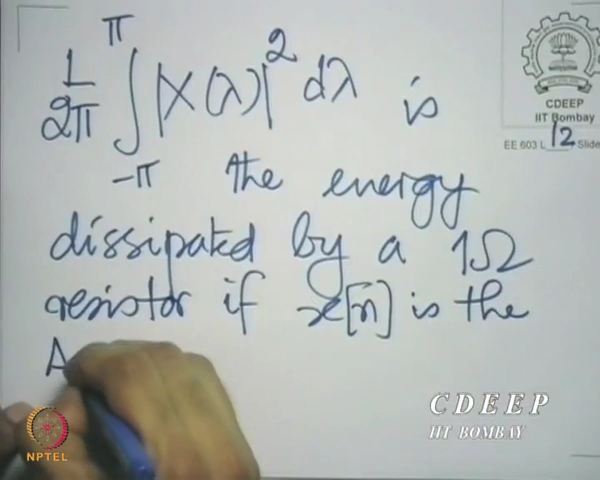 1/2π ∫_{-π}^{π} |X(λ)|² dλ is
the energy
dissipated by a 1Ω
resistor if x[n] is the
A
CDEEP
IIT Bombay
EE 603 L 12 Slide
CDEEP
IIT BOMBAY
NPTEL